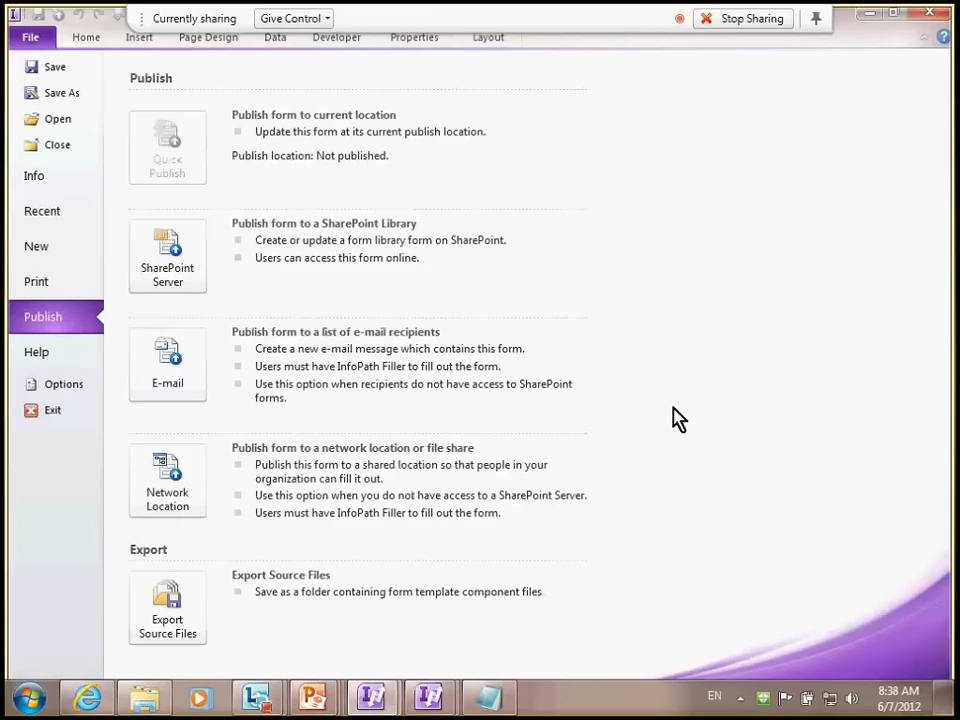 Currently sharing Give Control Stop Sharing
File Home Insert Page Design Data Developer Properties Layout
Save
Save As
Open
Close
Info
Recent
New
Print
Publish
Help
Options
Exit
Publish
Quick
Publish
Publish form to current location
Update this form at its current publish location.
Publish location: Not published.
SharePoint
Server
Publish form to a SharePoint Library
Create or update a form library form on SharePoint.
Users can access this form online.
E-mail
Publish form to a list of e-mail recipients
Create a new e-mail message which contains this form.
Users must have InfoPath Filler to fill out the form.
Use this option when recipients do not have access to SharePoint
forms.
Network
Location
Publish form to a network location or file share
Publish this form to a shared location so that people in your
organization can fill it out.
Use this option when you do not have access to a SharePoint Server.
Users must have InfoPath Filler to fill out the form.
Export
Export
Source Files
Export Source Files
Save as a folder containing form template component files.
EN
8:38 AM
6/7/2012